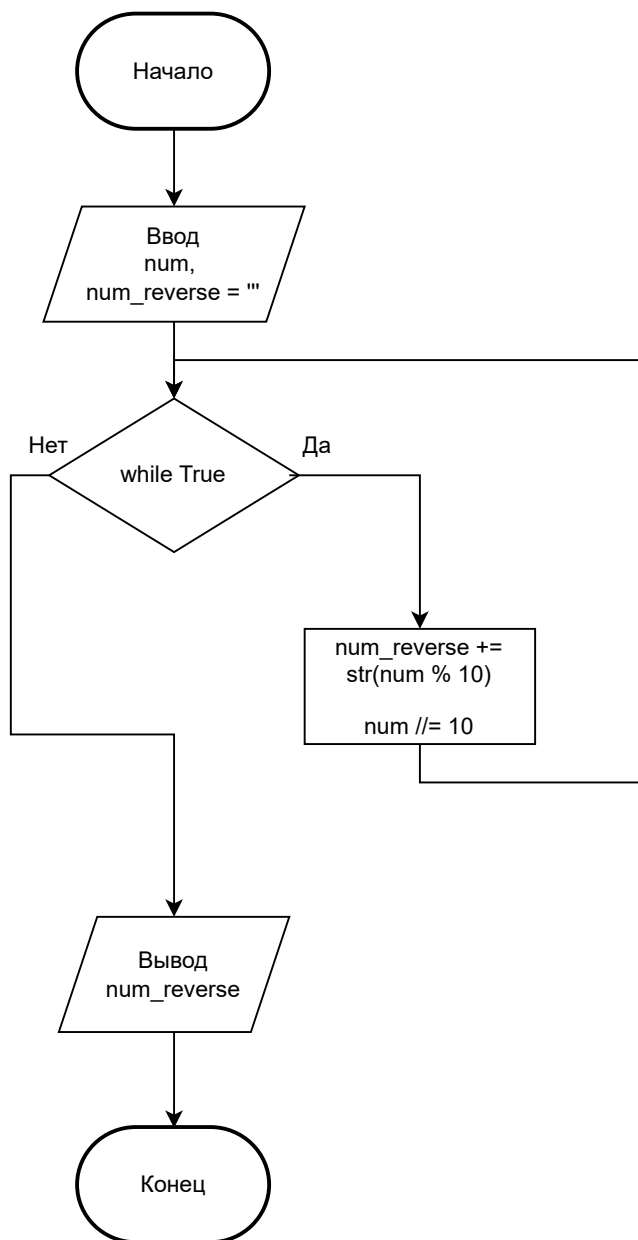 Начало
Ввод
num,
num_reverse = '''
Нет
Да
while True
num_reverse +=
str(num % 10)
num //= 10
Вывод
num_reverse
Конец